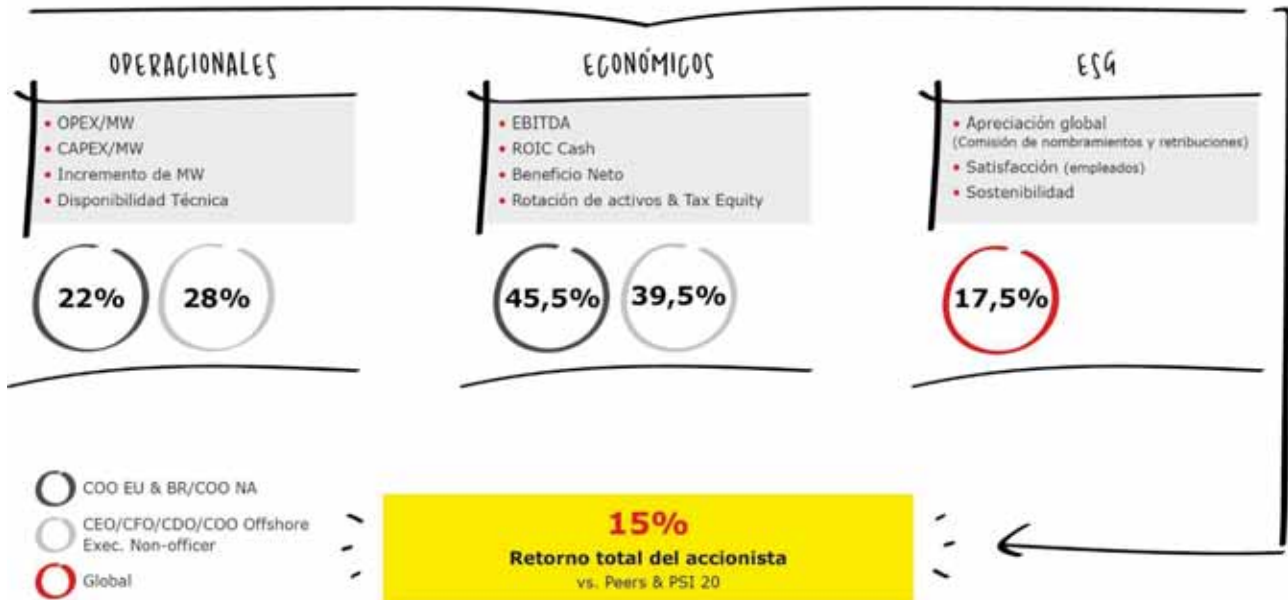 OPERACIONALES
• OPEX/MW
• CAPEX/MW
• Incremento de MW
• Disponibilidad Técnica
22%
28%
ECONÓMICOS
• EBITDA
• ROIC Cash
• Beneficio Neto
• Rotación de activos & Tax Equity
45,5%
39,5%
ESG
• Apreciación global
(Comisión de nombramientos y retribuciones)
• Satisfacción (empleados)
• Sostenibilidad
17,5%
COO EU & BR/COO NA
CEO/CFO/CDO/COO Offshore
Exec. Non-officer
Global
15%
Retorno total del accionista
vs. Peers & PSI 20